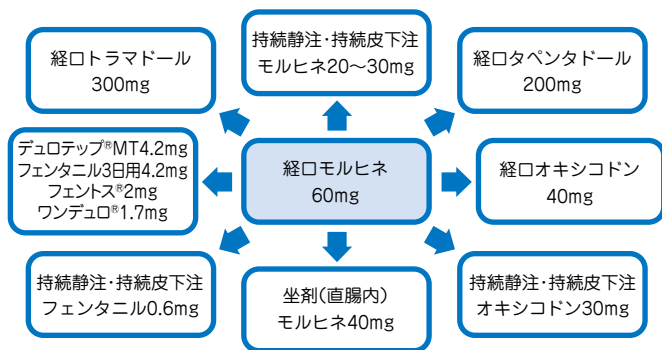 経口トラマドール
300mg
持続静注・持続皮下注
モルヒネ20〜30mg
経口タペンタドール
200mg
デュロテップ®MT4.2mg
フェンタニル3日用4.2mg
フェントス®2mg
ワンデュロ®1.7mg
経口モルヒネ
60mg
経口オキシコドン
40mg
持続静注・持続皮下注
フェンタニル0.6mg
坐剤(直腸内)
モルヒネ40mg
持続静注・持続皮下注
オキシコドン30mg